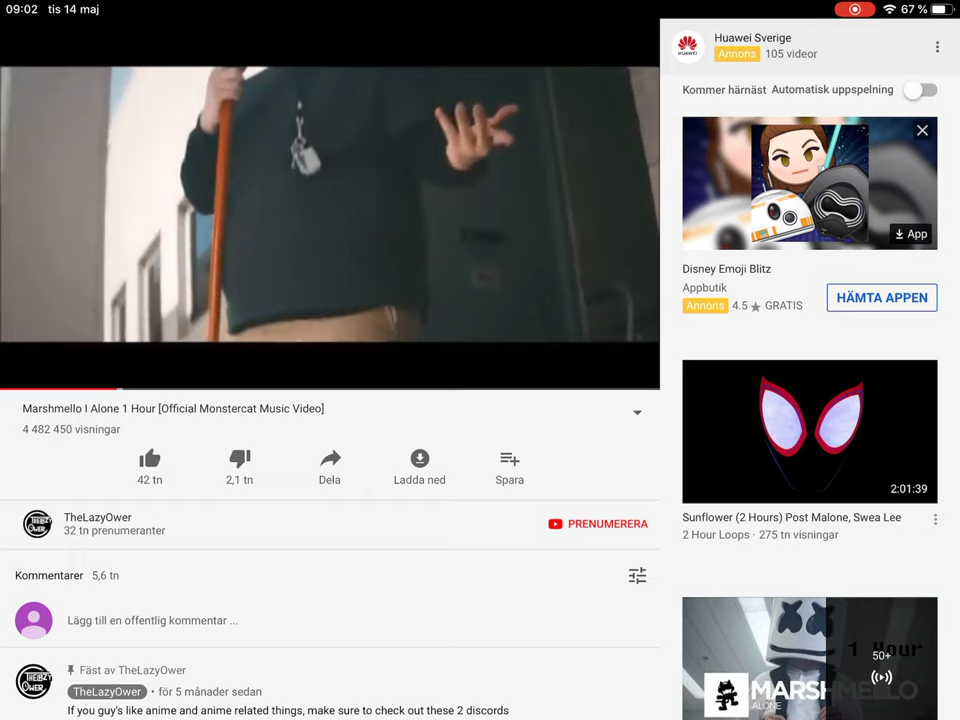 09:02 tis 14 maj
67 %
Huawei Sverige
Annons 105 videor
HUAWEI
Kommer härnäst Automatisk uppspelning
App
Disney Emoji Blitz
Appbutik
Annons 4.5 ★ GRATIS
HÄMTA APPEN
Marshmello I Alone 1 Hour [Official Monstercat Music Video]
4 482 450 visningar
42 tn
2,1 tn
Dela
Ladda ned
Spara
TheLazyOwer
32 tn prenumeranter
PRENUMERERA
Kommentarer 5,6 tn
Lägg till en offentlig kommentar ...
Fäst av TheLazyOwer
TheLazyOwer • för 5 månader sedan
If you guy's like anime and anime related things, make sure to check out these 2 discords
2:01:39
Sunflower (2 Hours) Post Malone, Swea Lee
2 Hour Loops · 275 tn visningar
1 Hour
50+
MARSHMELLO
ALONE